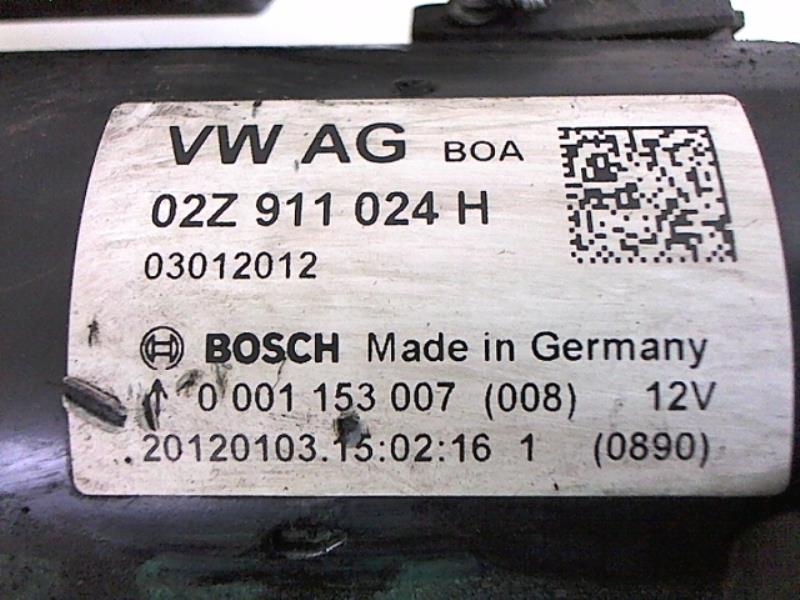 VW AG BOA
02Z 911 024 H
03012012
BOSCH Made in Germany
0 001 153 007 (008) 12V
20120103.15:02:16 1 (0890)